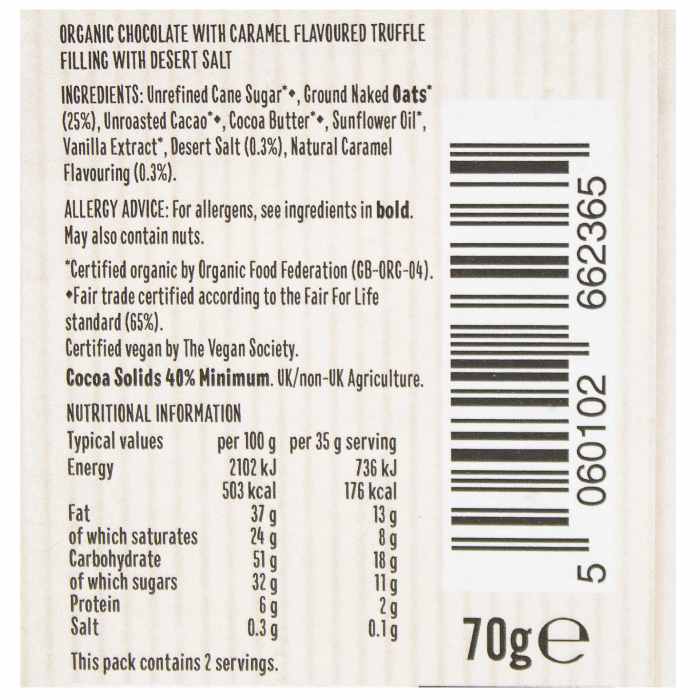 ORGANIC CHOCOLATE WITH CARAMEL FLAVOURED TRUFFLE
FILLING WITH DESERT SALT
INGREDIENTS: Unrefined Cane Sugar*♦, Ground Naked Oats*
(25%), Unroasted Cacao*♦, Cocoa Butter*♦, Sunflower Oil*,
Vanilla Extract*, Desert Salt (0.3%), Natural Caramel
Flavouring (0.3%).
ALLERGY ADVICE: For allergens, see ingredients in bold.
May also contain nuts.
*Certified organic by Organic Food Federation (GB-ORG-04).
♦Fair trade certified according to the Fair For Life
standard (65%).
Certified vegan by The Vegan Society.
Cocoa Solids 40% Minimum. UK/non-UK Agriculture.
NUTRITIONAL INFORMATION
Typical values per 100 g per 35 g serving
Energy 2102 kJ 736 kJ
503 kcal 176 kcal
Fat 37 g 13 g
of which saturates 24 g 8 g
Carbohydrate 51 g 18 g
of which sugars 32 g 11 g
Protein 6 g 2 g
Salt 0.3 g 0.1 g
This pack contains 2 servings.
5 060102 662365
70g℮